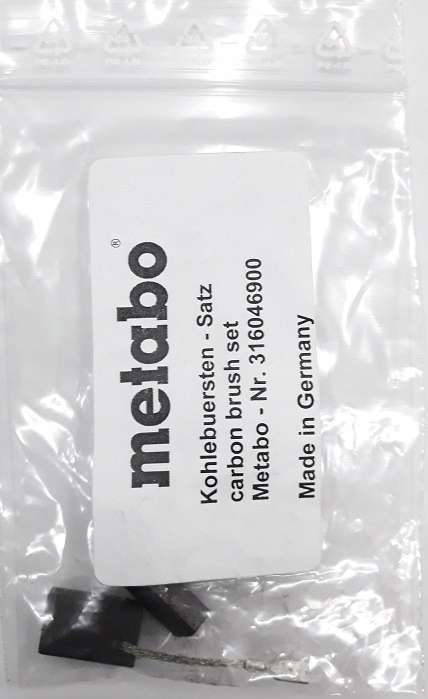 metabo®
Kohlebuersten - Satz
carbon brush set
Metabo - Nr. 316046900
Made in Germany